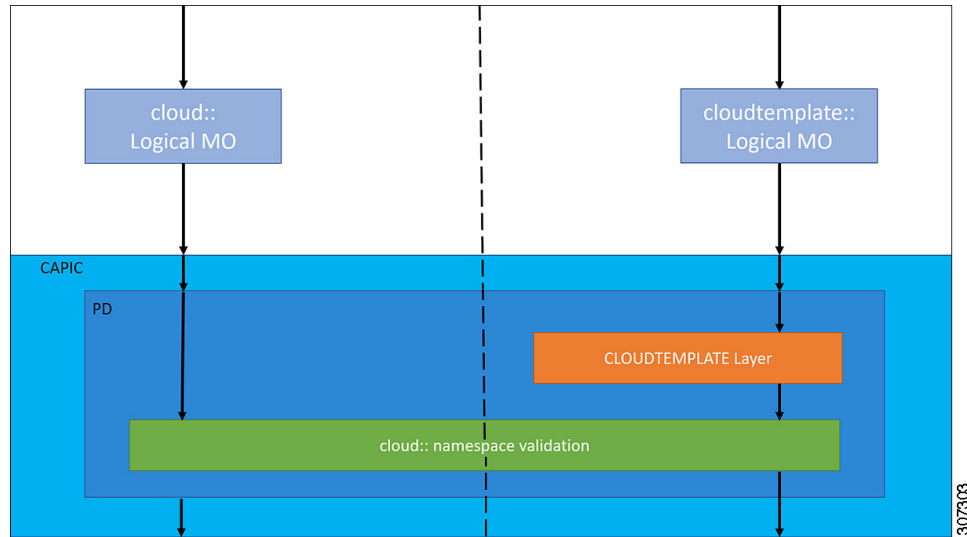 cloud::
Logical MO
cloudtemplate::
Logical MO
CAPIC
PD
CLOUDTEMPLATE Layer
cloud:: namespace validation
307303